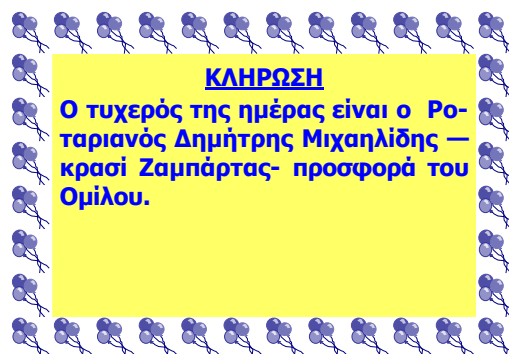 ΚΛΗΡΩΣΗ
Ο τυχερός της ημέρας είναι ο  Ρο-
ταριανός Δημήτρης Μιχαηλίδης —
κρασί Ζαμπάρτας- προσφορά του
Ομίλου.